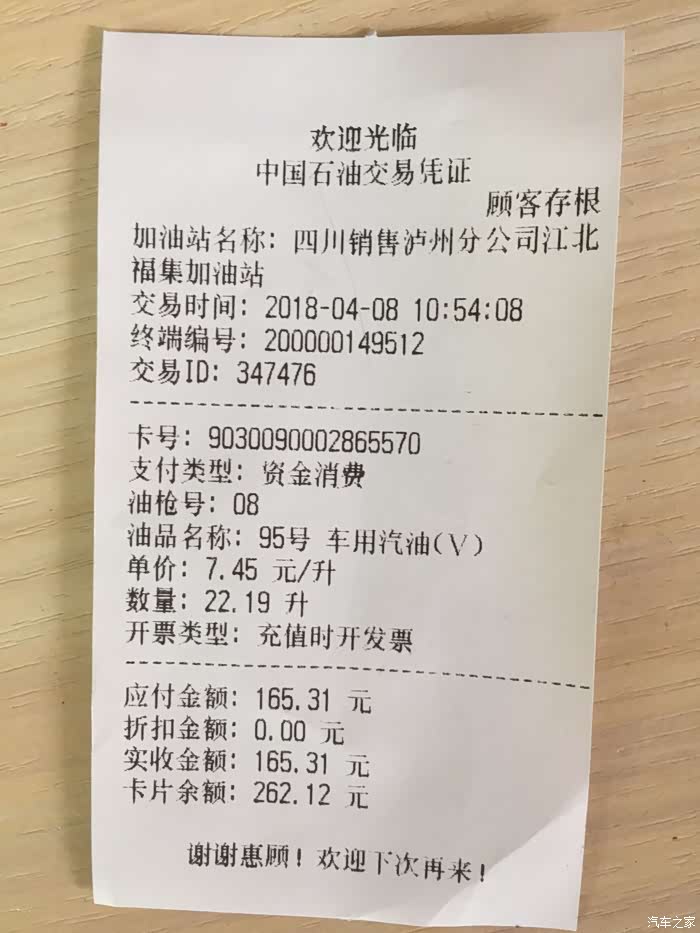 欢迎光临
中国石油交易凭证
顾客存根
加油站名称: 四川销售泸州分公司江北
福集加油站
交易时间: 2018-04-08 10:54:08
终端编号: 200000149512
交易ID: 347476
卡号: 9030090002865570
支付类型: 资金消费
油枪号: 08
油品名称: 95号 车用汽油(V)
单价: 7.45 元/升
数量: 22.19 升
开票类型: 充值时开发票
应付金额: 165.31 元
折扣金额: 0.00 元
实收金额: 165.31 元
卡片余额: 262.12 元
谢谢惠顾! 欢迎下次再来!
汽车之家